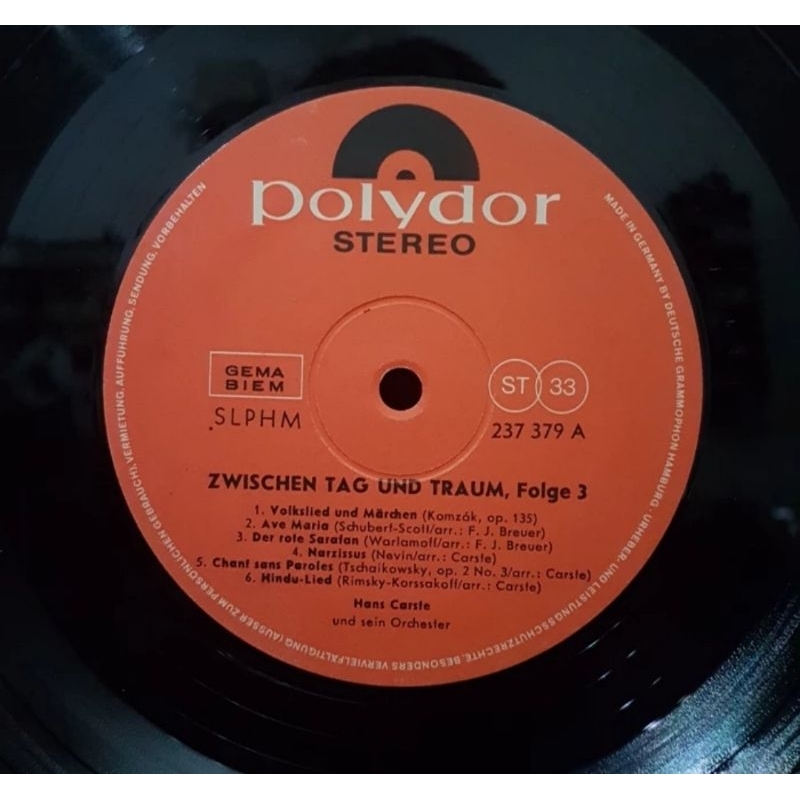 polydor
STEREO
GEMA
BIEM
SLPHM
ST 33
237 379 A
ZWISCHEN TAG UND TRAUM, Folge 3
1. Volkslied und Märchen (Komzák, op. 135)
2. Ave Maria (Schubert-Scott/arr.: F. J. Breuer)
3. Der rote Sarafan (Warlamoff/arr.: F. J. Breuer)
4. Narzissus (Nevin/arr.: Carste)
5. Chant sans Paroles (Tschaikowsky, op. 2 No. 3/arr.: Carste)
6. Hindu-Lied (Rimsky-Korssakoff/arr.: Carste)
Hans Carste
und sein Orchester
MADE IN GERMANY BY DEUTSCHE GRAMMOPHON HAMBURG. URHEBER- UND LEISTUNGSSCHUTZRECHTE, BESONDERS VERVIELFÄLTIGUNG (AUSSER ZUM PERSÖNLICHEN GEBRAUCH), VERMIETUNG, AUFFÜHRUNG, SENDUNG, VORBEHALTEN